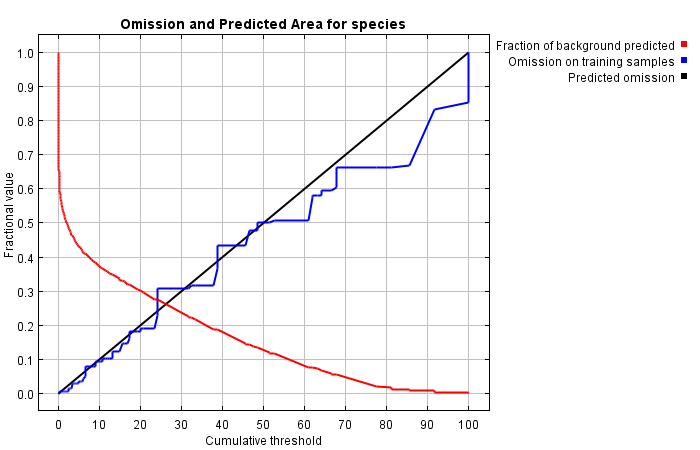 Omission and Predicted Area for species
Fraction of background predicted
Omission on training samples
Predicted omission
Fractional value
1.0
0.9
0.8
0.7
0.6
0.5
0.4
0.3
0.2
0.1
0.0
0 10 20 30 40 50 60 70 80 90 100
Cumulative threshold